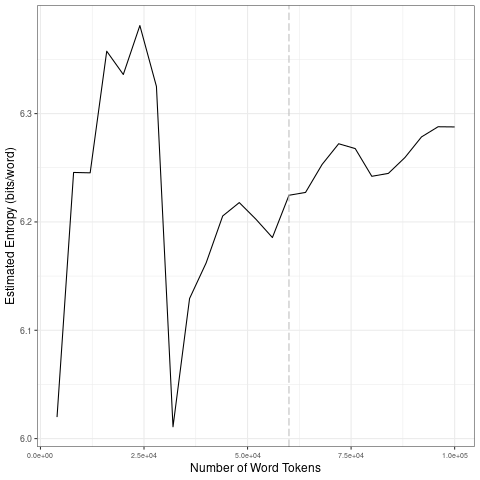 Estimated Entropy (bits/word)
6.3
6.2
6.1
6.0
0.0e+00 2.5e+04 5.0e+04 7.5e+04 1.0e+05
Number of Word Tokens